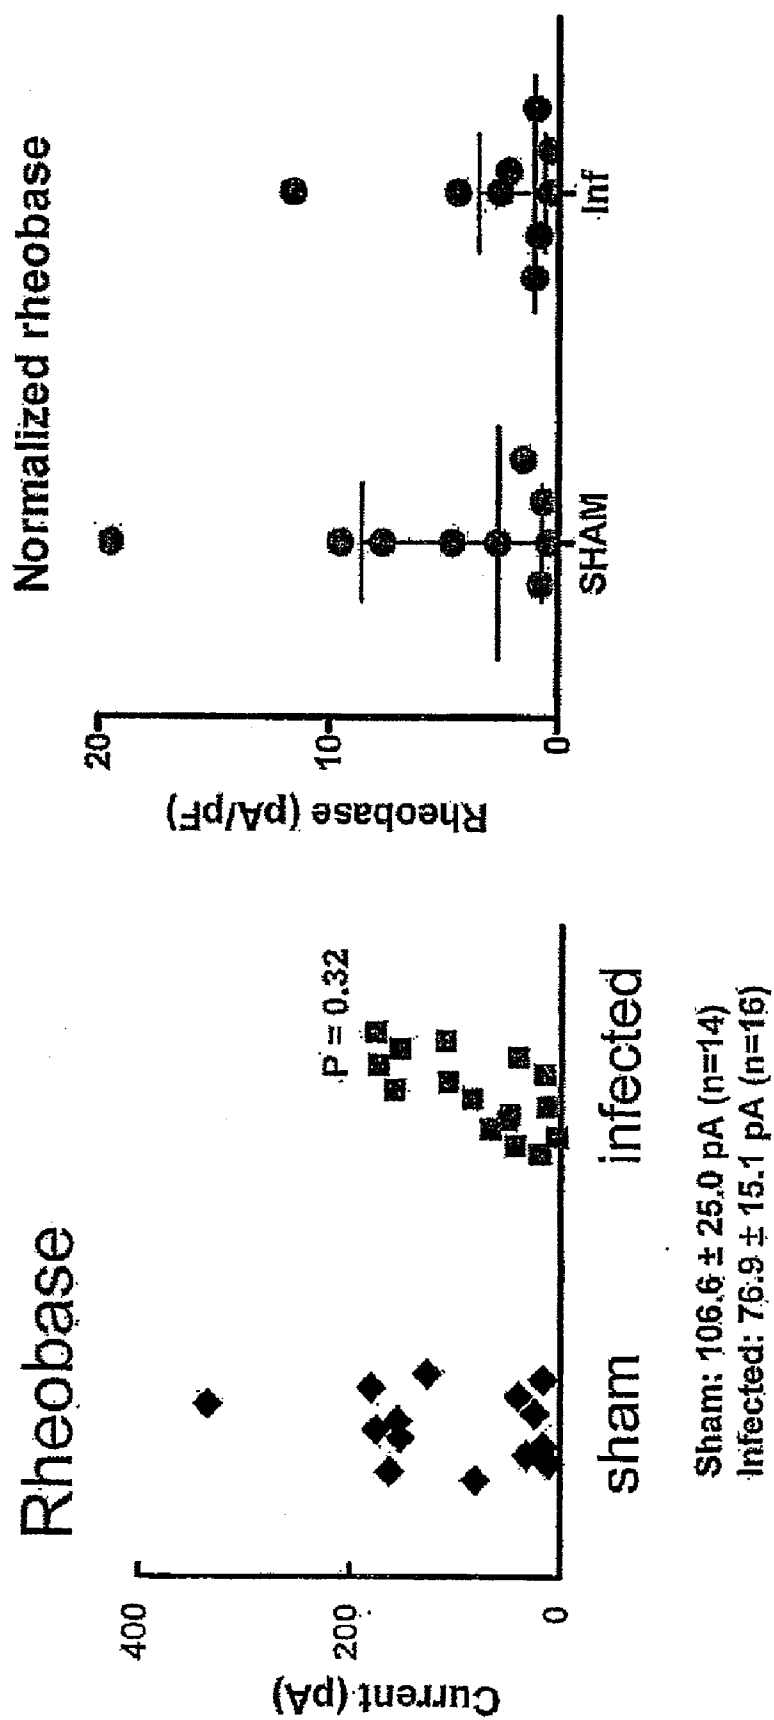 Rheobase
Current (pA)
400
200
0
P = 0.32
sham
infected
Sham: 106.6 ± 25.0 pA (n=14)
Infected: 76.9 ± 15.1 pA (n=16)
Normalized rheobase
Rheobase (pA/pF)
20
10
0
SHAM
Inf